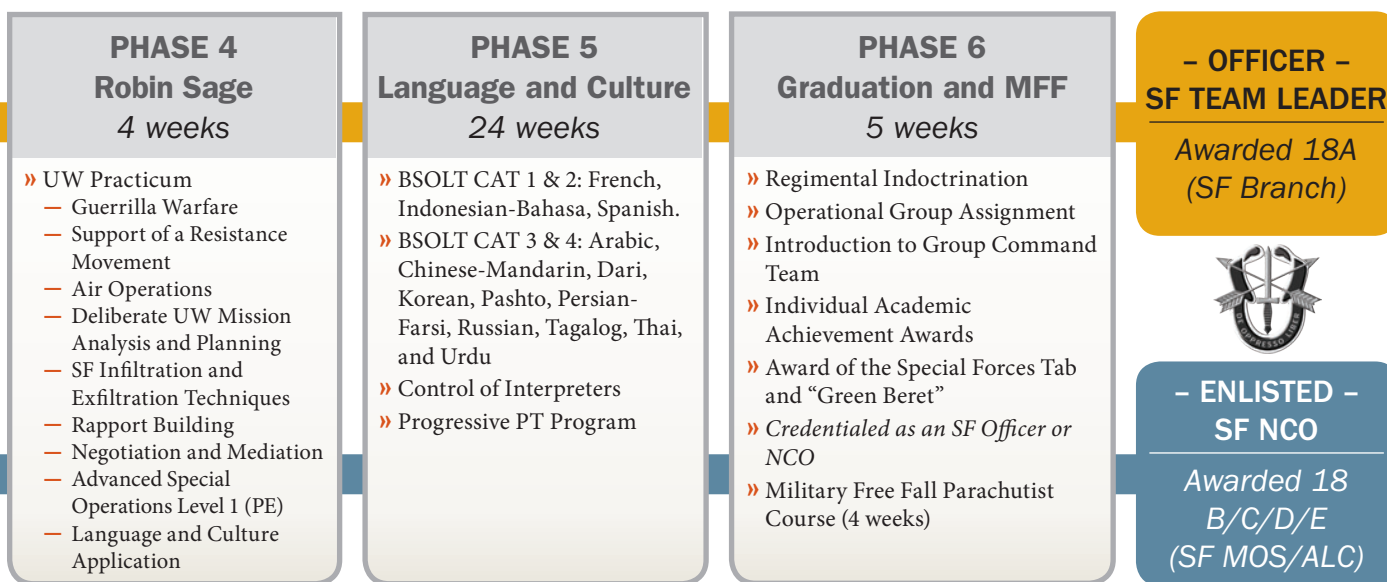 PHASE 4
Robin Sage
4 weeks
» UW Practicum
— Guerrilla Warfare
— Support of a Resistance
Movement
— Air Operations
— Deliberate UW Mission
Analysis and Planning
— SF Infiltration and
Exfiltration Techniques
— Rapport Building
— Negotiation and Mediation
— Advanced Special
Operations Level 1 (PE)
— Language and Culture
Application
PHASE 5
Language and Culture
24 weeks
» BSOLT CAT 1 & 2: French,
Indonesian-Bahasa, Spanish.
» BSOLT CAT 3 & 4: Arabic,
Chinese-Mandarin, Dari,
Korean, Pashto, Persian-
Farsi, Russian, Tagalog, Thai,
and Urdu
» Control of Interpreters
» Progressive PT Program
PHASE 6
Graduation and MFF
5 weeks
» Regimental Indoctrination
» Operational Group Assignment
» Introduction to Group Command
Team
» Individual Academic
Achievement Awards
» Award of the Special Forces Tab
and “Green Beret”
» Credentialed as an SF Officer or
NCO
» Military Free Fall Parachutist
Course (4 weeks)
– OFFICER –
SF TEAM LEADER
Awarded 18A
(SF Branch)
DE OPPRESSO LIBER
– ENLISTED –
SF NCO
Awarded 18
B/C/D/E
(SF MOS/ALC)